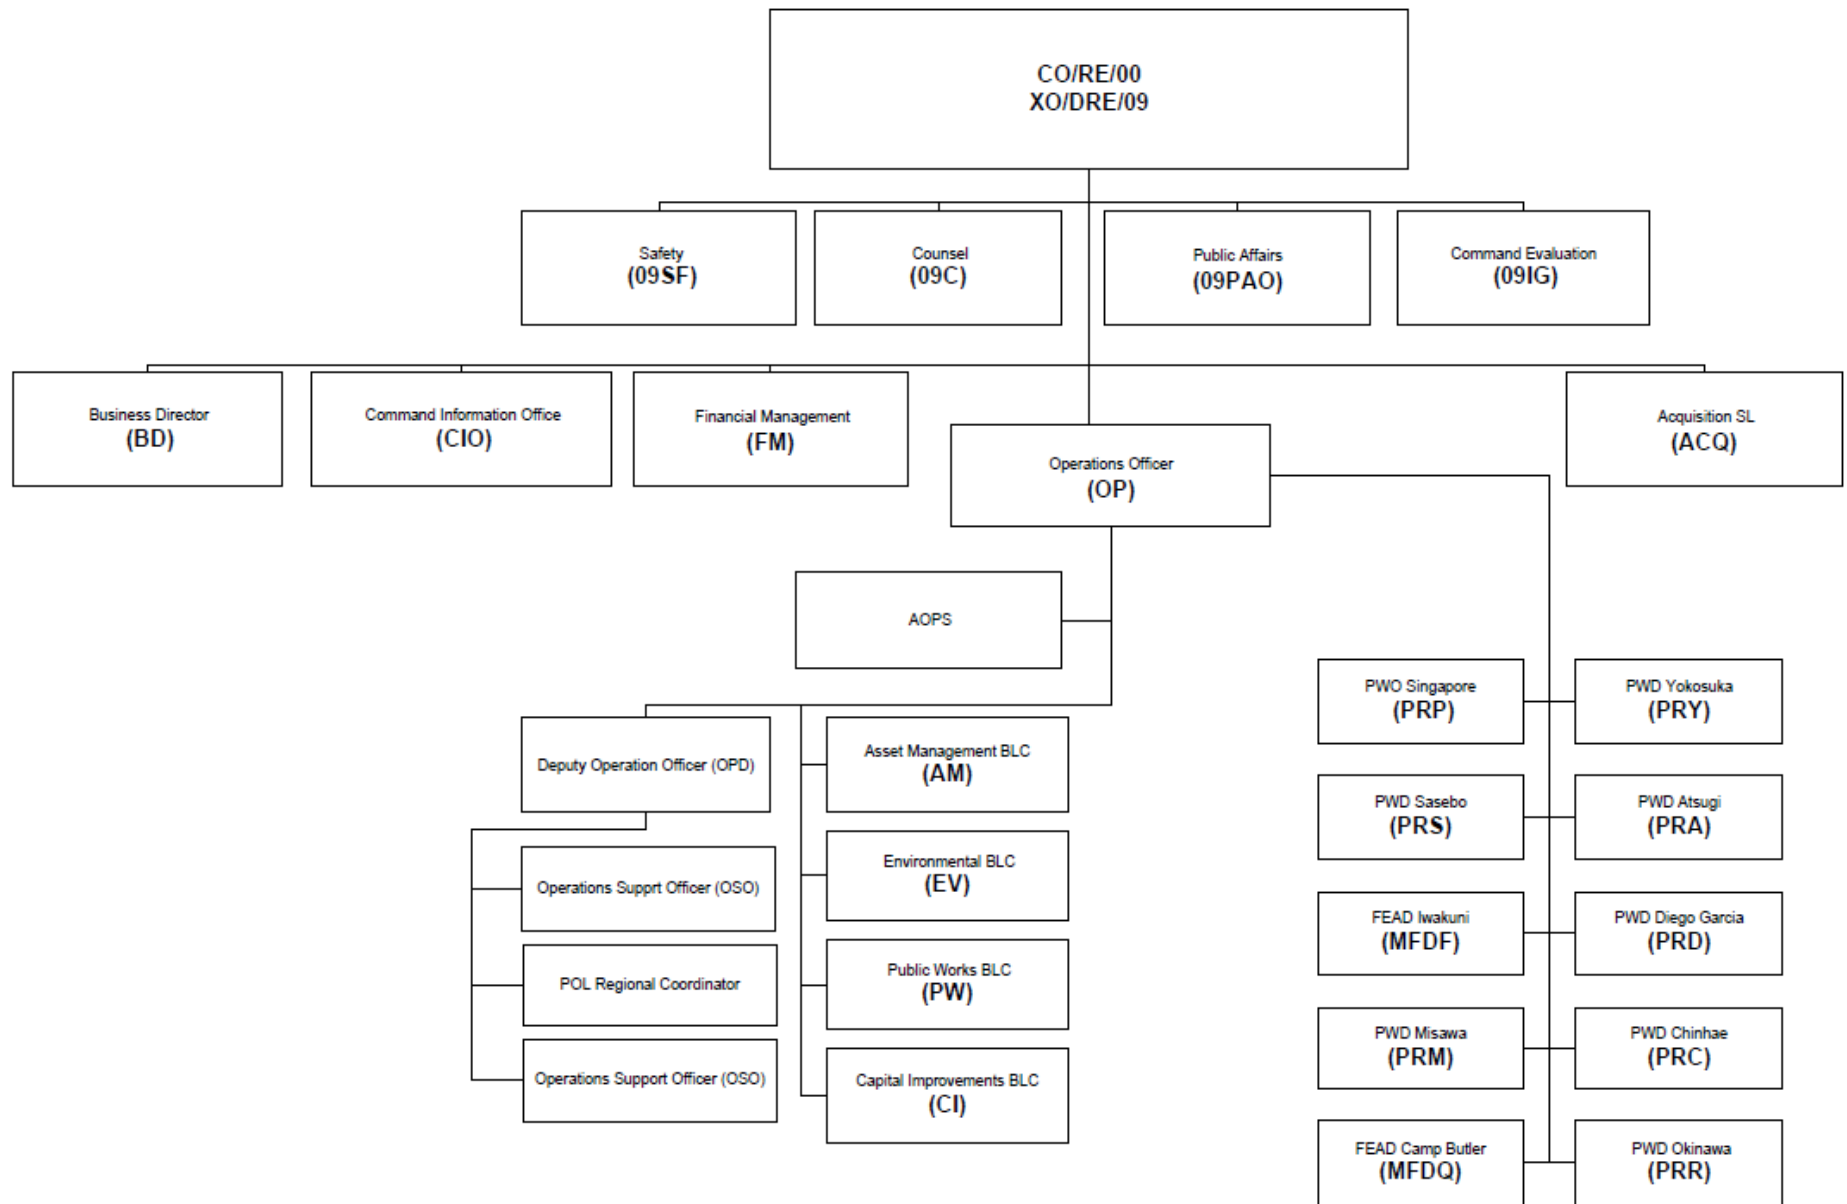 CO/RE/00
XO/DRE/09
Safety
(09SF)
Counsel
(09C)
Public Affairs
(09PAO)
Command Evaluation
(09IG)
Business Director
(BD)
Command Information Office
(CIO)
Financial Management
(FM)
Operations Officer
(OP)
Acquisition SL
(ACQ)
AOPS
Deputy Operation Officer (OPD)
Operations Supprt Officer (OSO)
POL Regional Coordinator
Operations Support Officer (OSO)
Asset Management BLC
(AM)
Environmental BLC
(EV)
Public Works BLC
(PW)
Capital Improvements BLC
(CI)
PWO Singapore
(PRP)
PWD Yokosuka
(PRY)
PWD Sasebo
(PRS)
PWD Atsugi
(PRA)
FEAD Iwakuni
(MFDF)
PWD Diego Garcia
(PRD)
PWD Misawa
(PRM)
PWD Chinhae
(PRC)
FEAD Camp Butler
(MFDQ)
PWD Okinawa
(PRR)